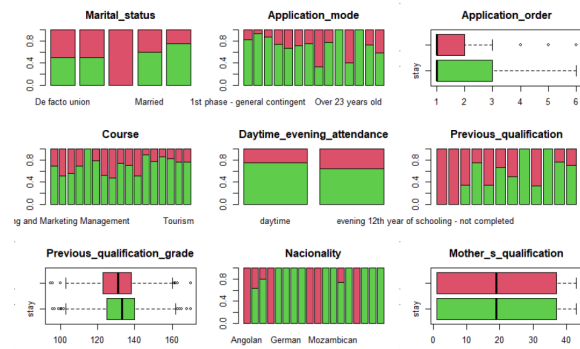 Marital_status
0.0 0.4 0.8
De facto union Married
Application_mode
0.0 0.4 0.8
1st phase - general contingent Over 23 years old
Application_order
stay
1 2 3 4 5 6
Course
0.0 0.4 0.8
ng and Marketing Management Tourism
Daytime_evening_attendance
0.0 0.4 0.8
daytime evening
Previous_qualification
0.0 0.4 0.8
12th year of schooling - not completed
Previous_qualification_grade
stay
100 120 140 160
Nacionality
0.0 0.4 0.8
Angolan German Mozambican
Mother_s_qualification
stay
0 10 20 30 40